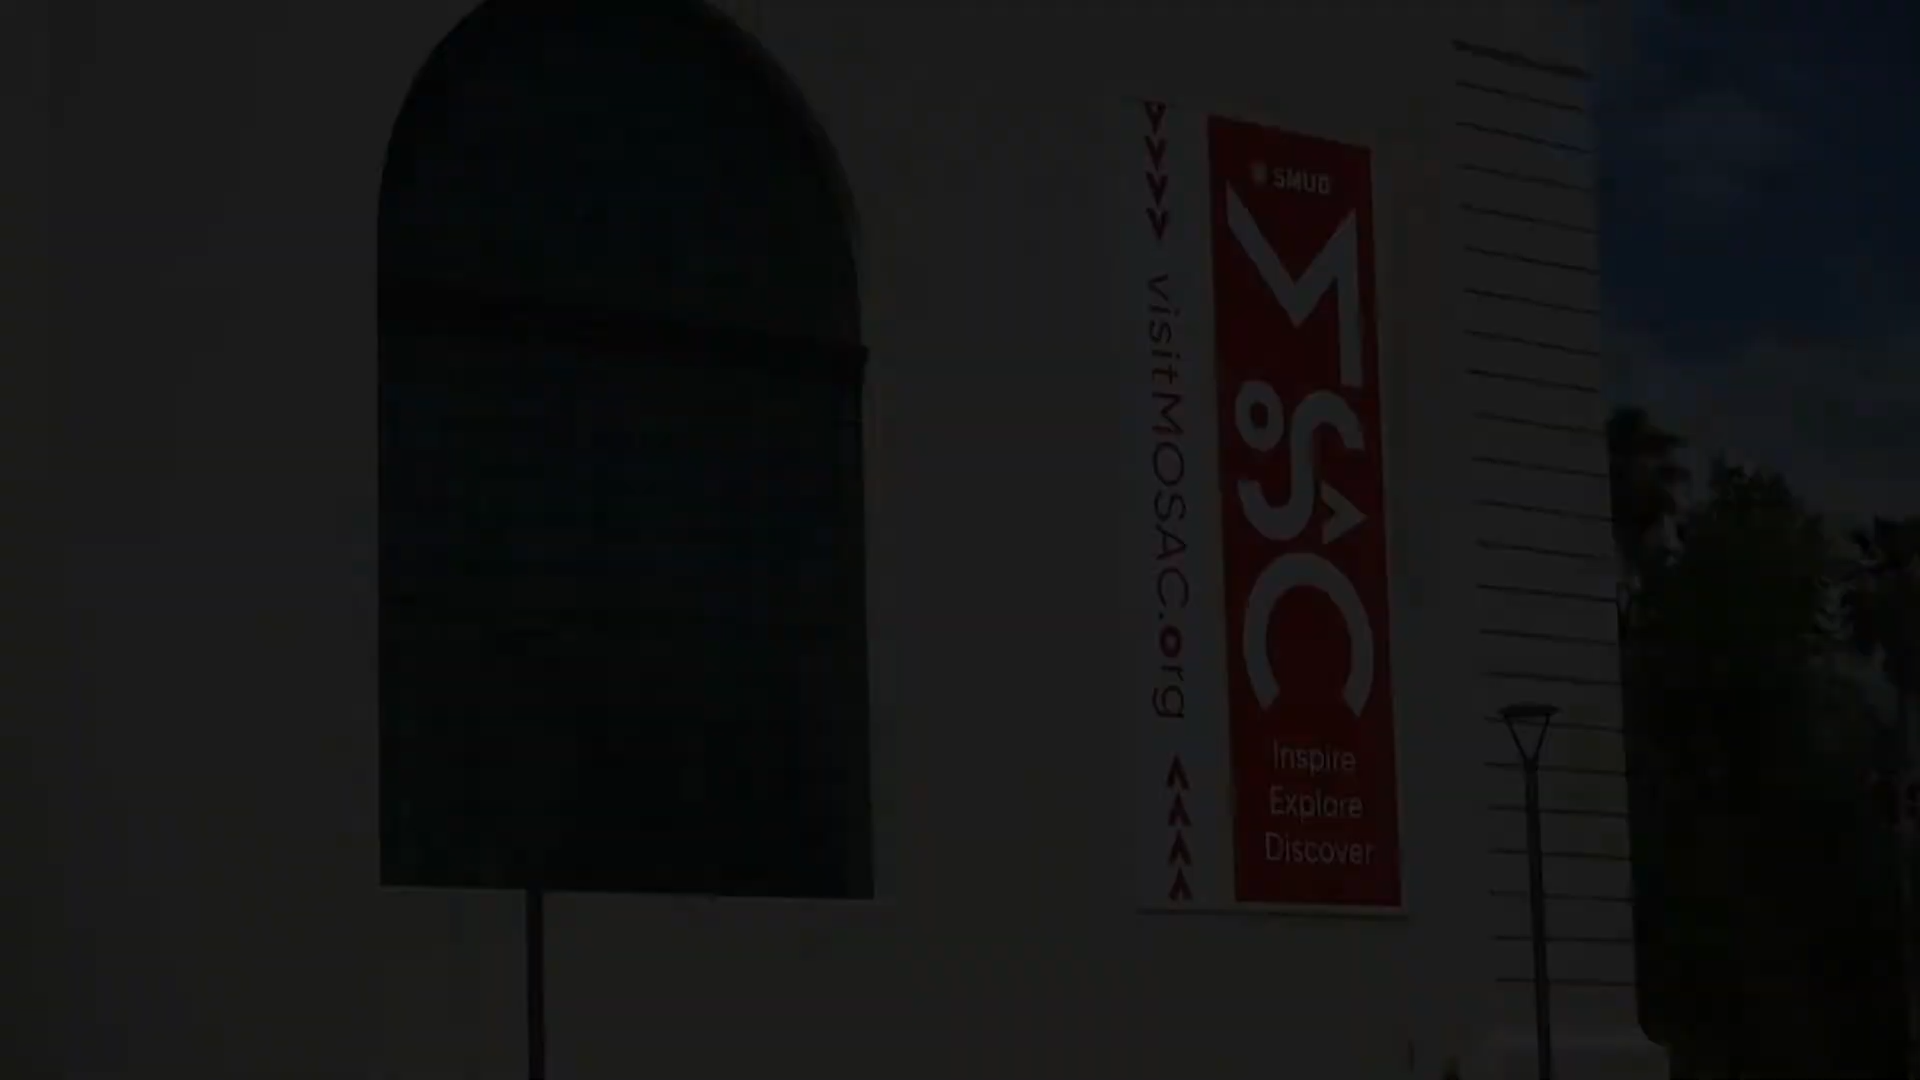 visitMOSAC.org
SMUD
MOSAC
Inspire
Explore
Discover